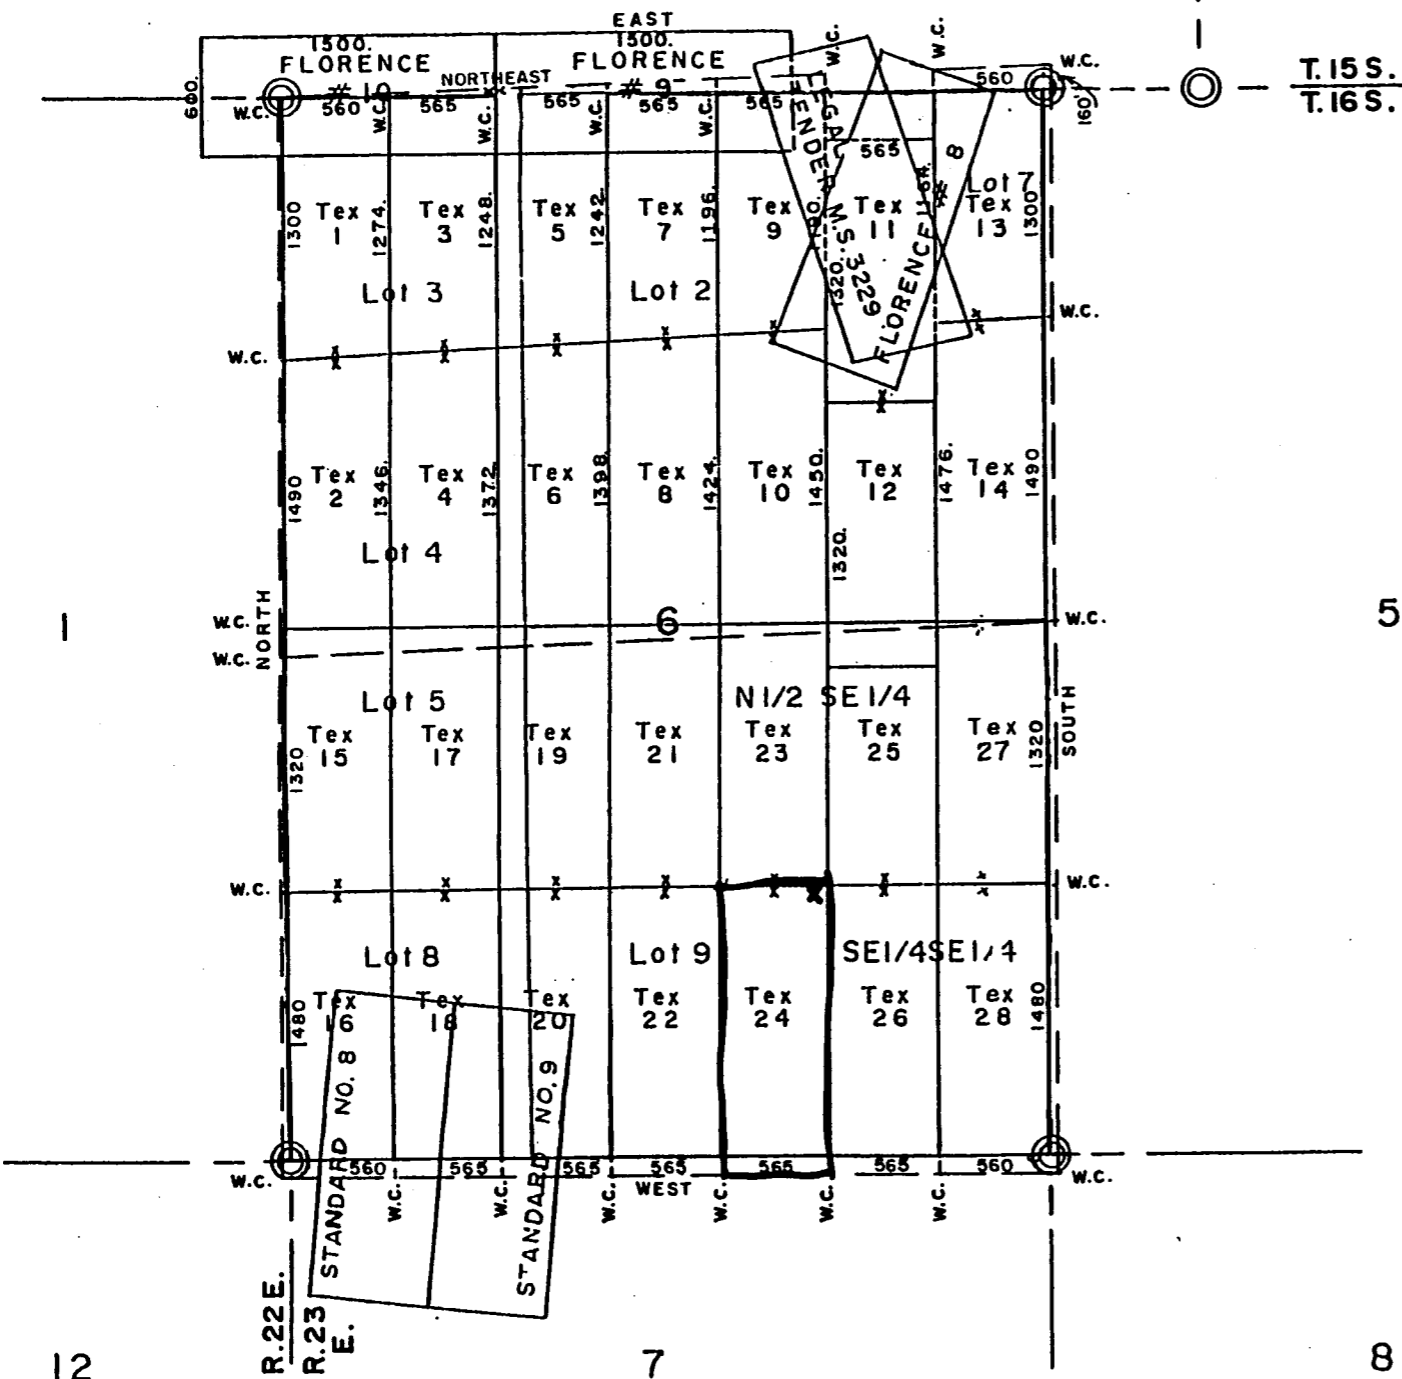 EAST
1500. 1500.
FLORENCE FLORENCE
# 10 NORTHEAST # 9
600.
W.C. 560 W.C. 565 W.C. 565 W.C. 565 W.C. 565 W.C. W.C. 560 W.C.
160
T. 15 S.
T. 16 S.
LEGAL TENDER M.S. 3229
FLORENCE # 8
565
Lot 7
1300 Tex 1 1274. Tex 3 1248. Tex 5 1242. Tex 7 1196. Tex 9 Tex 11 Tex 13 1300
Lot 3 Lot 2 1320.
W.C. W.C.
1490 Tex 2 1346. Tex 4 1372. Tex 6 1398. Tex 8 1424. Tex 10 1450. Tex 12 1476. Tex 14 1490
Lot 4 1320.
1 NORTH 6 5
W.C. W.C.
W.C.
Lot 5 N 1/2 SE 1/4
SOUTH
1320 Tex 15 Tex 17 Tex 19 Tex 21 Tex 23 Tex 25 Tex 27 1320
W.C. W.C.
Lot 8 Lot 9 SE1/4SE1/4
1480 Tex 16 Tex 18 Tex 20 Tex 22 Tex 24 Tex 26 Tex 28 1480
STANDARD NO. 8
STANDARD NO. 9
560 565 565 565 565 565 560
W.C. WEST W.C.
W.C. W.C. W.C. W.C. W.C. W.C.
R.22 E.
R.23 E.
12 7 8